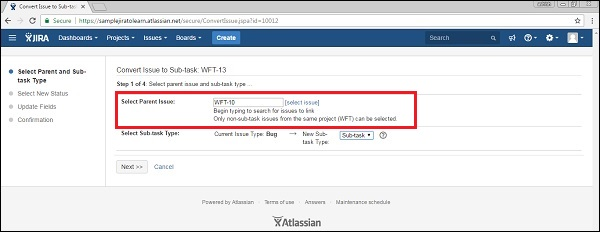 Convert Issue to Sub-tas
Secure
https://samplejiratolearn.atlassian.net/secure/ConvertIssue.jspa?id=10012
JIRA Dashboards Projects Issues Boards Create Search
Select Parent and Sub-task Type
Select New Status
Update Fields
Confirmation
Convert Issue to Sub-task: WFT-13
Step 1 of 4: Select parent issue and sub-task type ...
Select Parent Issue: WFT-10 [select issue]
Begin typing to search for issues to link
Only non-sub-task issues from the same project (WFT) can be selected.
Select Sub-task Type: Current Issue Type: Bug → New Sub-task Type: Sub-task
Next >> Cancel
Powered by Atlassian · Terms of use · Answers · Maintenance schedule
Atlassian